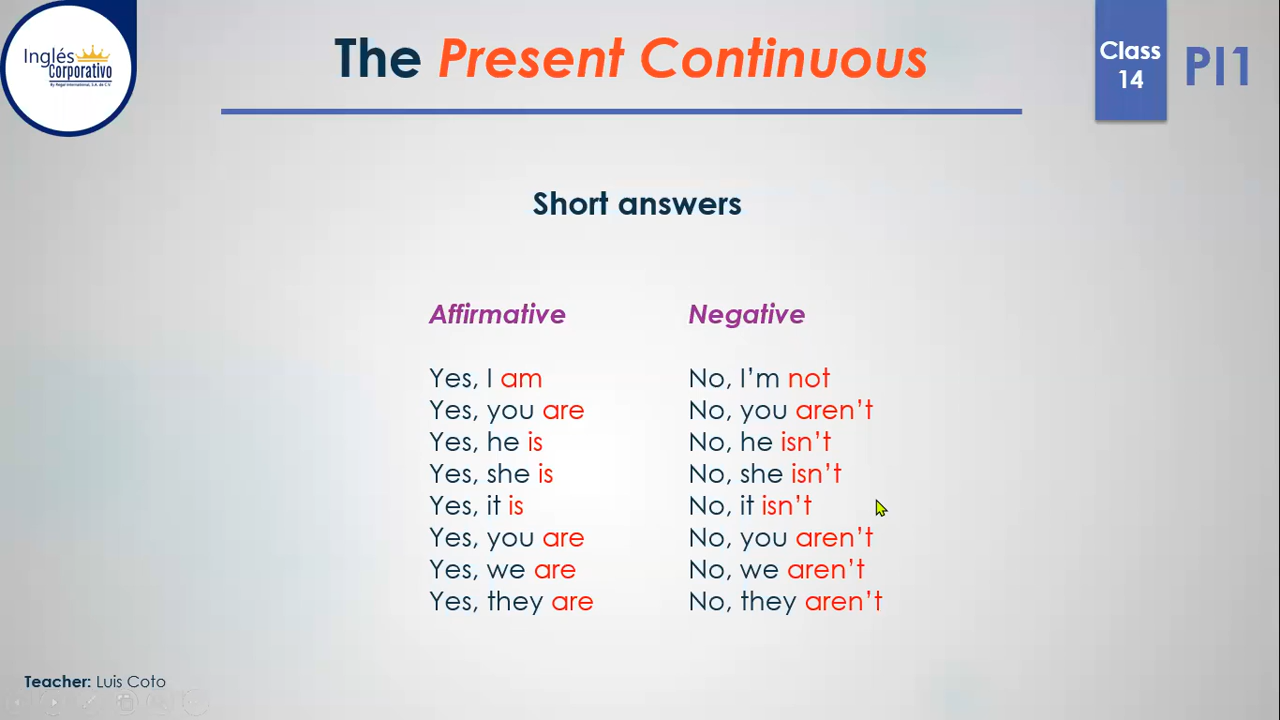 Inglés
Corporativo
By Regal International, S.A. de C.V.
The Present Continuous
Class
14
PI1
Short answers
Affirmative
Negative
Yes, I am
No, I’m not
Yes, you are
No, you aren’t
Yes, he is
No, he isn’t
Yes, she is
No, she isn’t
Yes, it is
No, it isn’t
Yes, you are
No, you aren’t
Yes, we are
No, we aren’t
Yes, they are
No, they aren’t
Teacher: Luis Coto